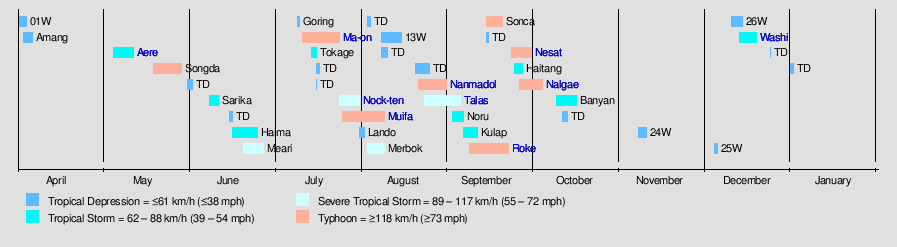 01W Goring TD Sonca 26W
Amang Ma-on 13W TD Washi
Aere Tokage TD Nesat TD
Songda TD TD Haitang TD
TD TD Nanmadol Nalgae
Sarika Nock-ten Talas Banyan
TD Muifa Noru TD
Haima Lando Kulap 24W
Meari Merbok Roke 25W
April May June July August September October November December January
Tropical Depression = ≤61 km/h (≤38 mph) Severe Tropical Storm = 89 – 117 km/h (55 – 72 mph)
Tropical Storm = 62 – 88 km/h (39 – 54 mph) Typhoon = ≥118 km/h (≥73 mph)